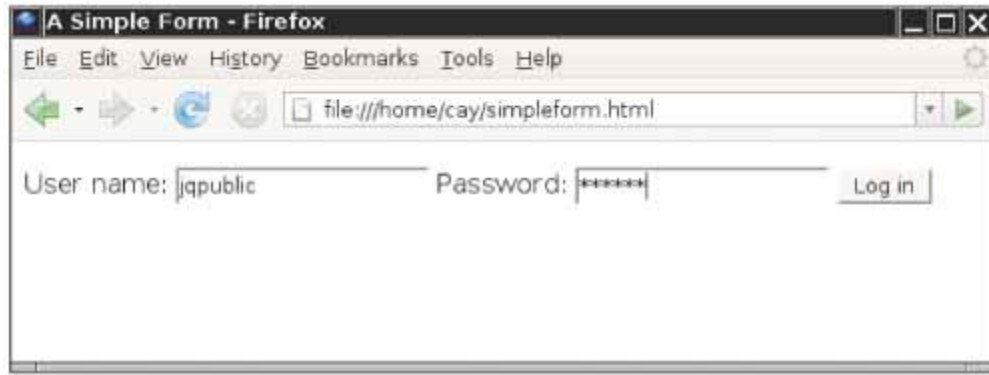 A Simple Form - Firefox
File Edit View History Bookmarks Tools Help
file:///home/cay/simpleform.html
User name: jqpublic Password: ****** Log in